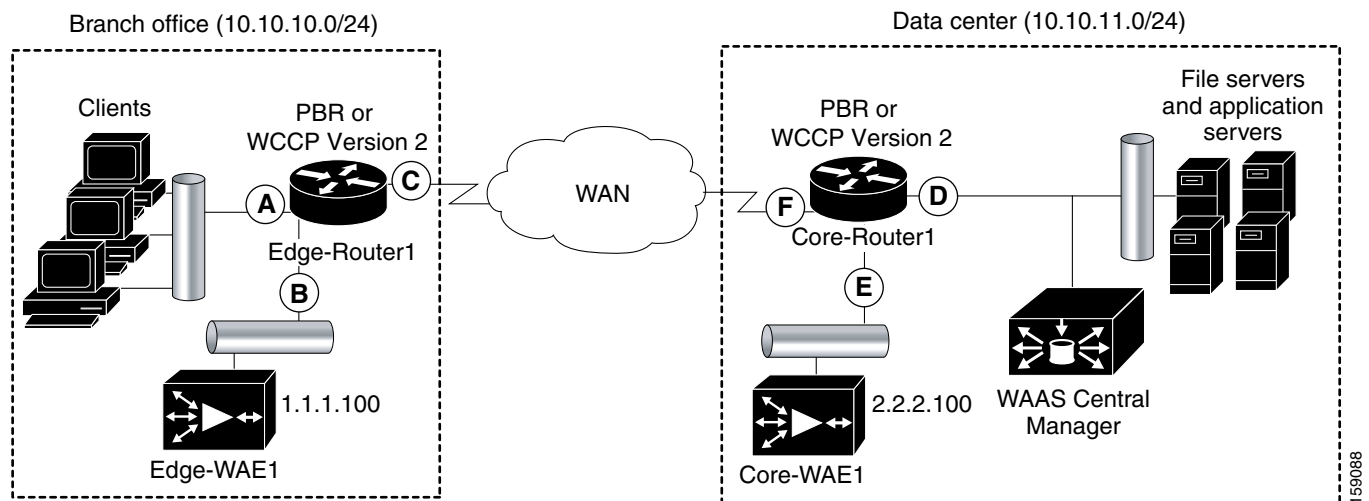 Branch office (10.10.10.0/24)
Data center (10.10.11.0/24)
Clients
PBR or
WCCP Version 2
A
C
Edge-Router1
B
1.1.1.100
Edge-WAE1
WAN
PBR or
WCCP Version 2
F
D
Core-Router1
E
2.2.2.100
Core-WAE1
File servers
and application
servers
WAAS Central
Manager
159088